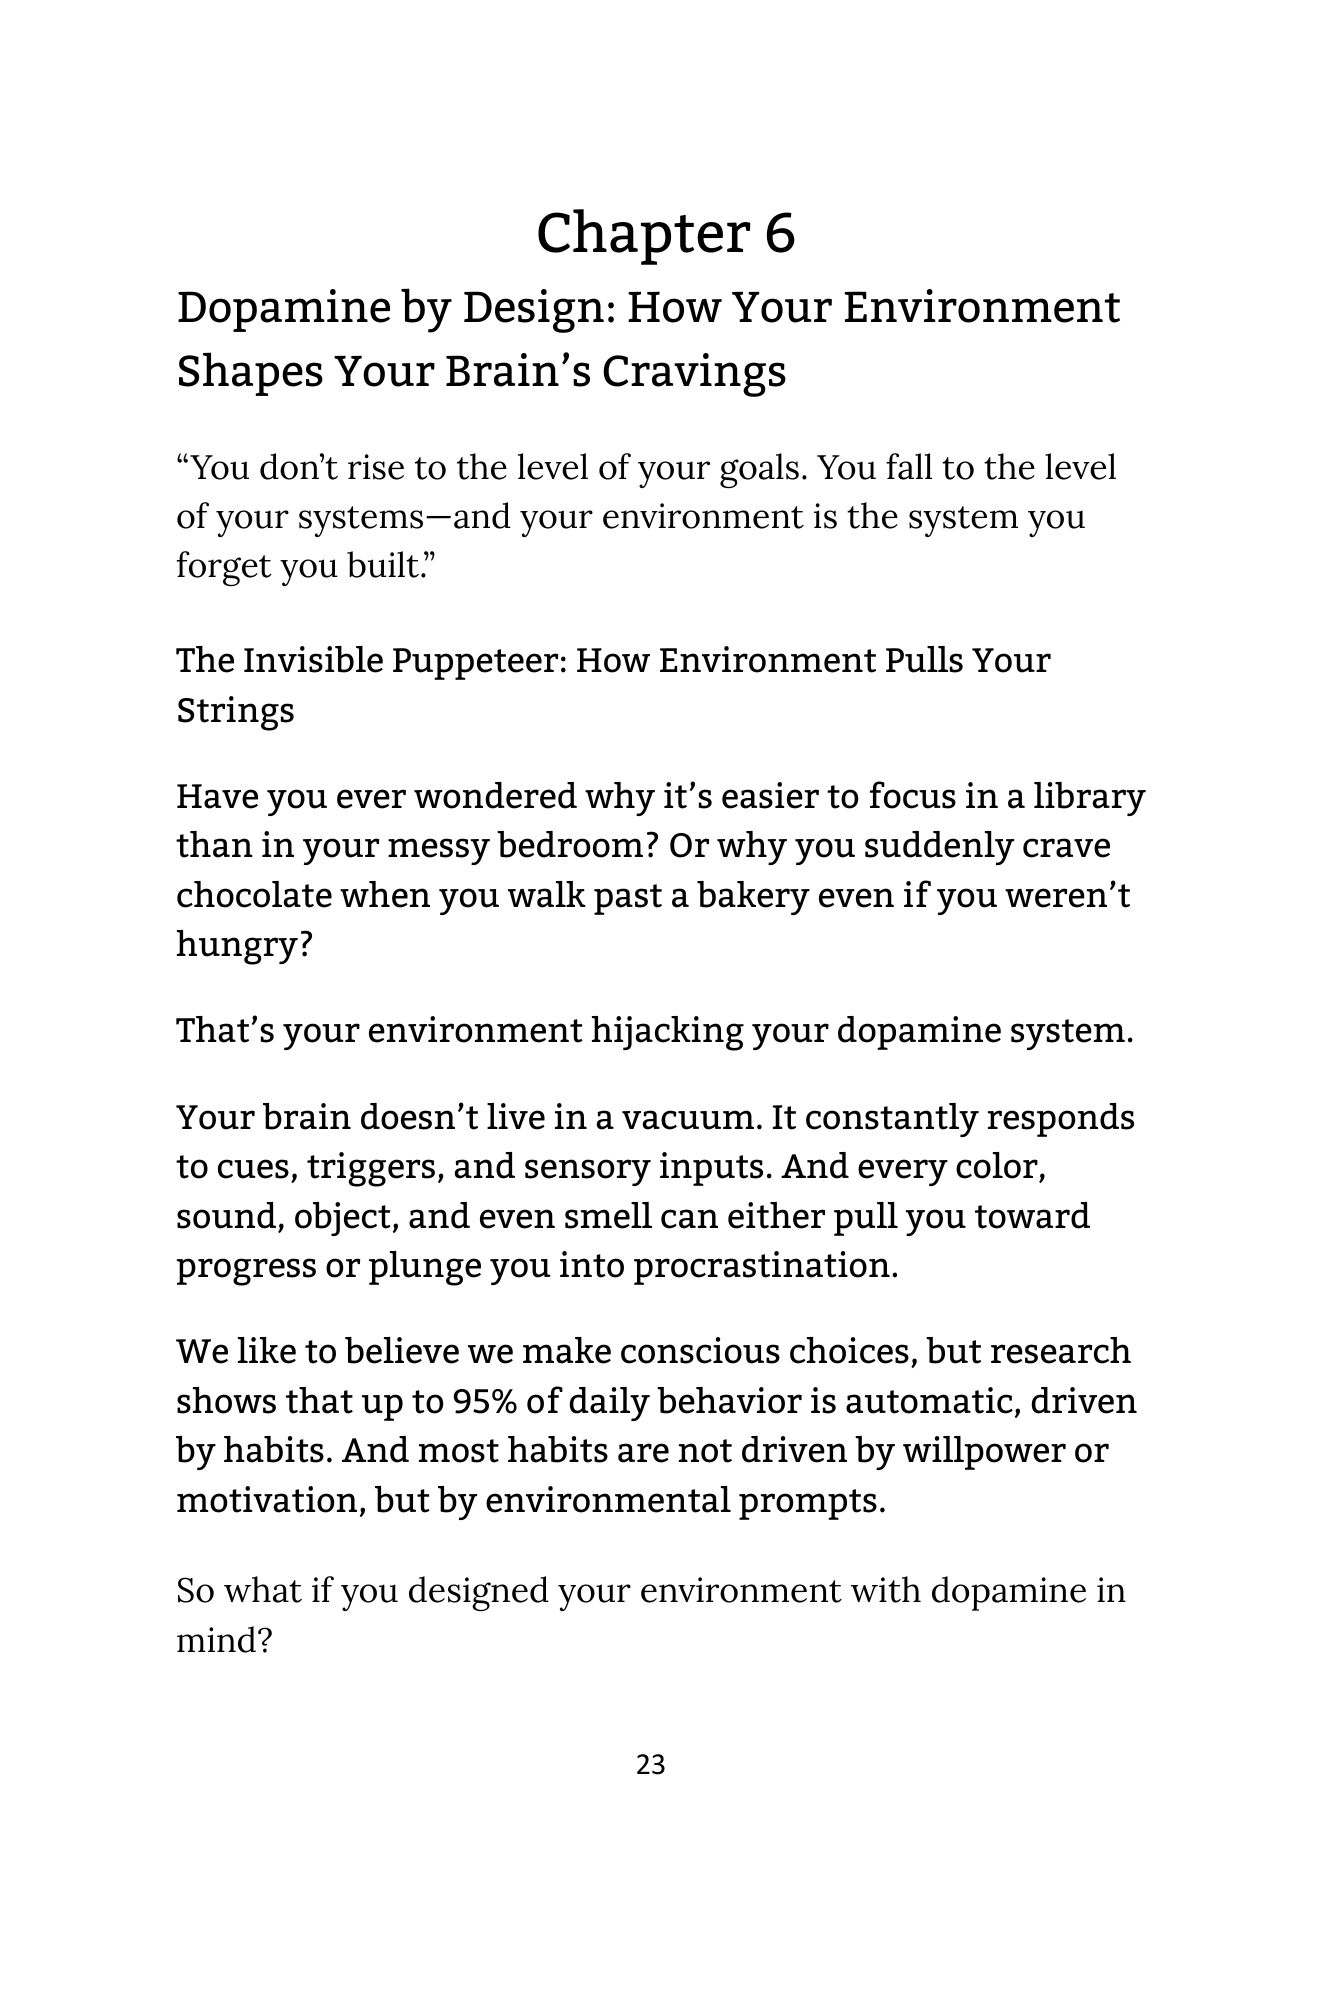 Chapter 6
Dopamine by Design: How Your Environment
Shapes Your Brain’s Cravings
“You don’t rise to the level of your goals. You fall to the level
of your systems—and your environment is the system you
forget you built.”
The Invisible Puppeteer: How Environment Pulls Your
Strings
Have you ever wondered why it’s easier to focus in a library
than in your messy bedroom? Or why you suddenly crave
chocolate when you walk past a bakery even if you weren’t
hungry?
That’s your environment hijacking your dopamine system.
Your brain doesn’t live in a vacuum. It constantly responds
to cues, triggers, and sensory inputs. And every color,
sound, object, and even smell can either pull you toward
progress or plunge you into procrastination.
We like to believe we make conscious choices, but research
shows that up to 95% of daily behavior is automatic, driven
by habits. And most habits are not driven by willpower or
motivation, but by environmental prompts.
So what if you designed your environment with dopamine in
mind?
23